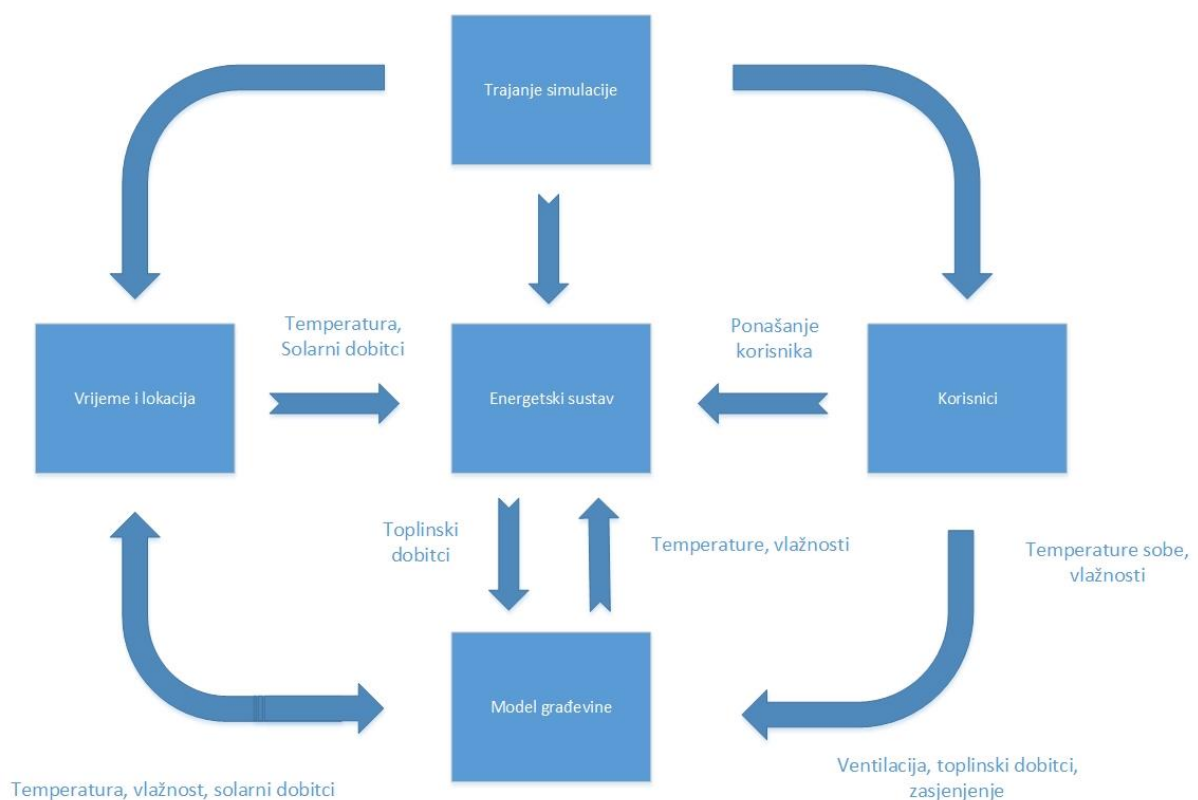 Trajanje simulacije
Temperatura,
Solarni dobitci
Ponašanje
korisnika
Vrijeme i lokacija
Energetski sustav
Korisnici
Toplinski
dobitci
Temperature, vlažnosti
Temperature sobe,
vlažnosti
Model građevine
Temperatura, vlažnost, solarni dobitci
Ventilacija, toplinski dobitci,
zasjenjenje